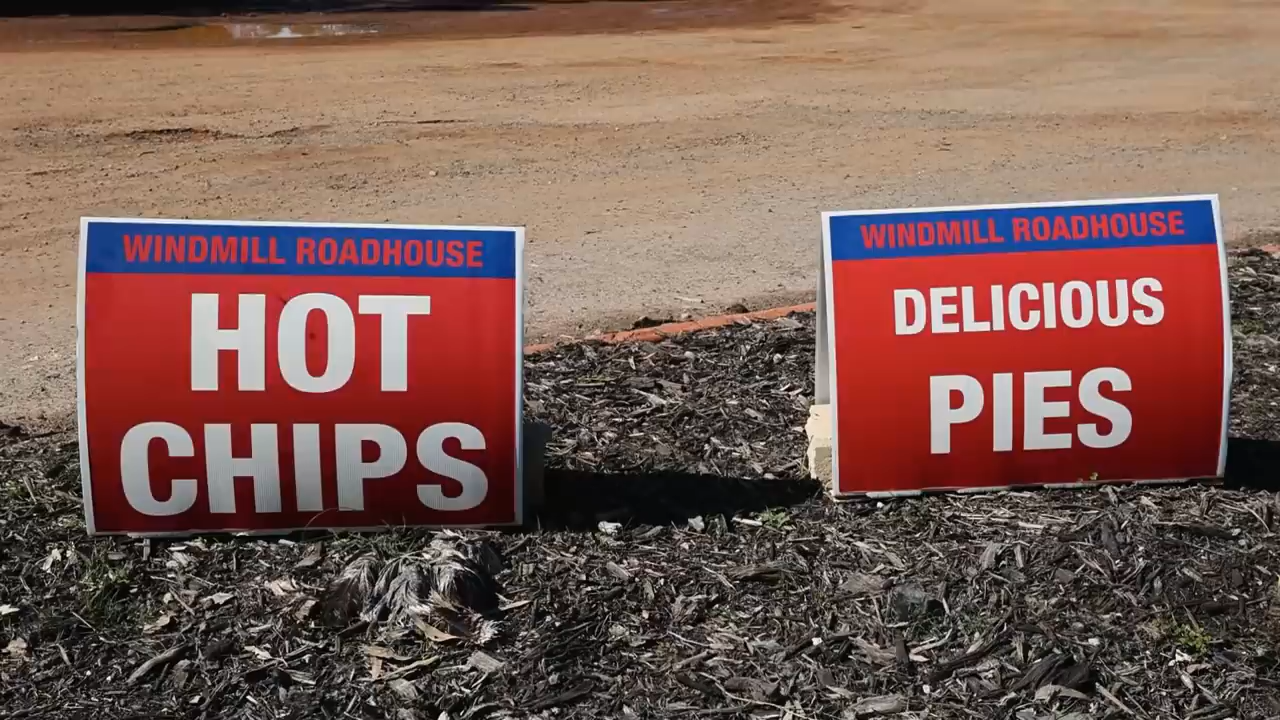 WINDMILL ROADHOUSE
HOT
CHIPS
WINDMILL ROADHOUSE
DELICIOUS
PIES